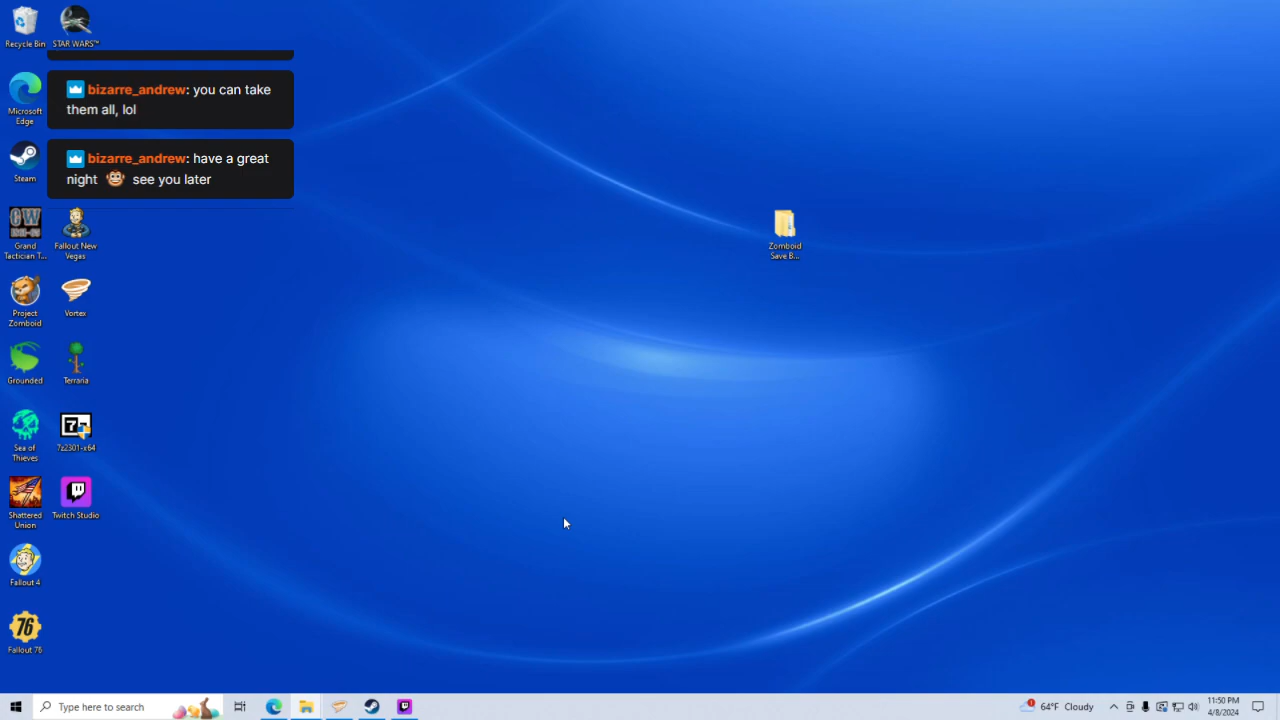 Recycle Bin
STAR WARS™
bizarre_andrew: you can take
them all, lol
Microsoft
Edge
bizarre_andrew: have a great
night see you later
Steam
Grand
Tactician T...
Fallout New
Vegas
Zomboid
Save B...
Project
Zomboid
Vortex
Grounded
Terraria
Sea of
Thieves
7z2301-x64
Shattered
Union
Twitch Studio
Fallout 4
76
Fallout 76
Type here to search
64°F Cloudy
11:50 PM
4/8/2024